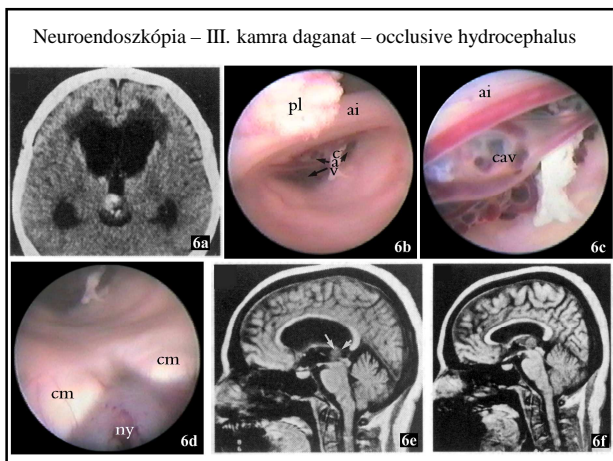 Neuroendoszkópia – III. kamra daganat – occlusive hydrocephalus
6a
pl
ai
c
a
v
6b
ai
cav
6c
cm
cm
ny
6d
6e
6f